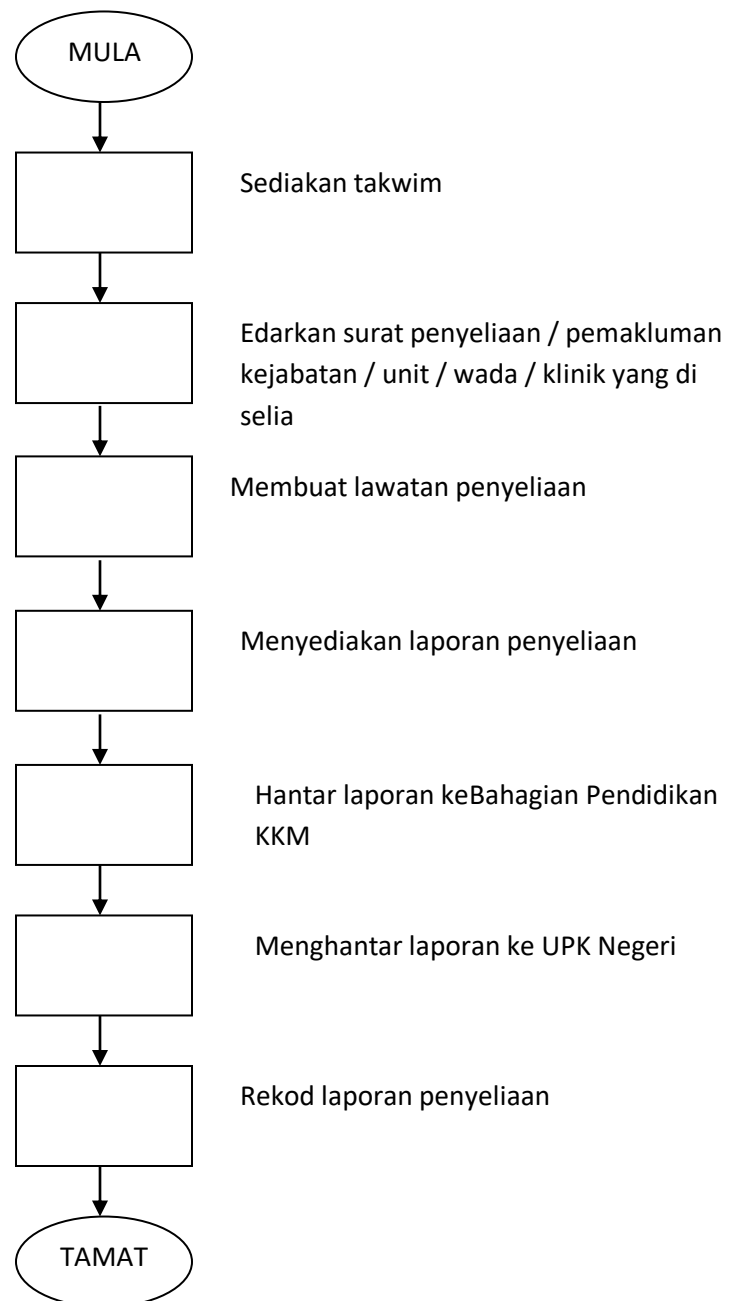 MULA
Sediakan takwim
Edarkan surat penyeliaan / pemakluman
kejabatan / unit / wada / klinik yang di
selia
Membuat lawatan penyeliaan
Menyediakan laporan penyeliaan
Hantar laporan keBahagian Pendidikan
KKM
Menghantar laporan ke UPK Negeri
Rekod laporan penyeliaan
TAMAT